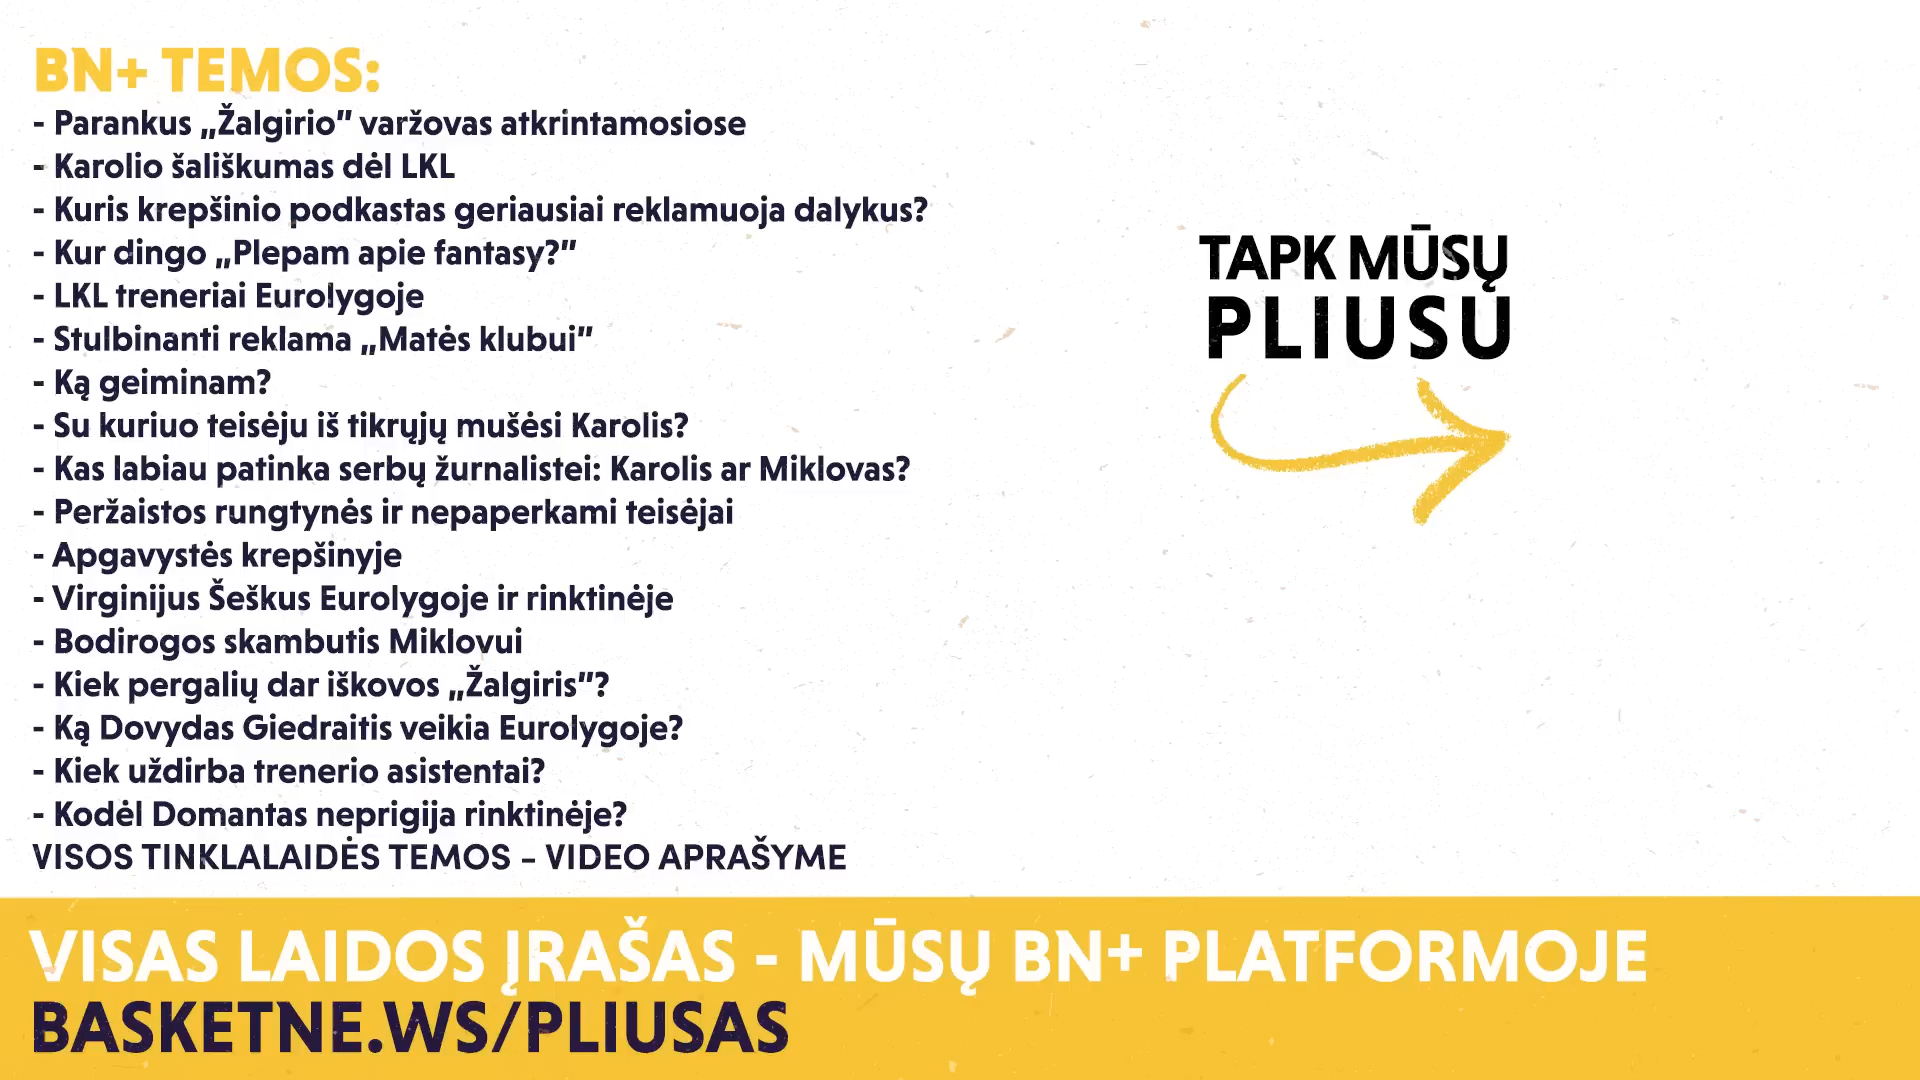 BN+ TEMOS:
- Parankus „Žalgirio” varžovas atkrintamosiose
- Karolio šališkumas dėl LKL
- Kuris krepšinio podkastas geriausiai reklamuoja dalykus?
- Kur dingo „Plepam apie fantasy?”
- LKL treneriai Eurolygoje
- Stulbinanti reklama „Matės klubui”
- Ką geiminam?
- Su kuriuo teisėju iš tikrųjų mušėsi Karolis?
- Kas labiau patinka serbų žurnalistei: Karolis ar Miklovas?
- Peržaistos rungtynės ir nepaperkami teisėjai
- Apgavystės krepšinyje
- Virginijus Šeškus Eurolygoje ir rinktinėje
- Bodirogos skambutis Miklovui
- Kiek pergalių dar iškovos „Žalgiris”?
- Ką Dovydas Giedraitis veikia Eurolygoje?
- Kiek uždirba trenerio asistentai?
- Kodėl Domantas neprigija rinktinėje?
VISOS TINKLALAIDĖS TEMOS - VIDEO APRAŠYME
TAPK MŪSŲ
PLIUSU
VISAS LAIDOS ĮRAŠAS - MŪSŲ BN+ PLATFORMOJE
BASKETNE.WS/PLIUSAS